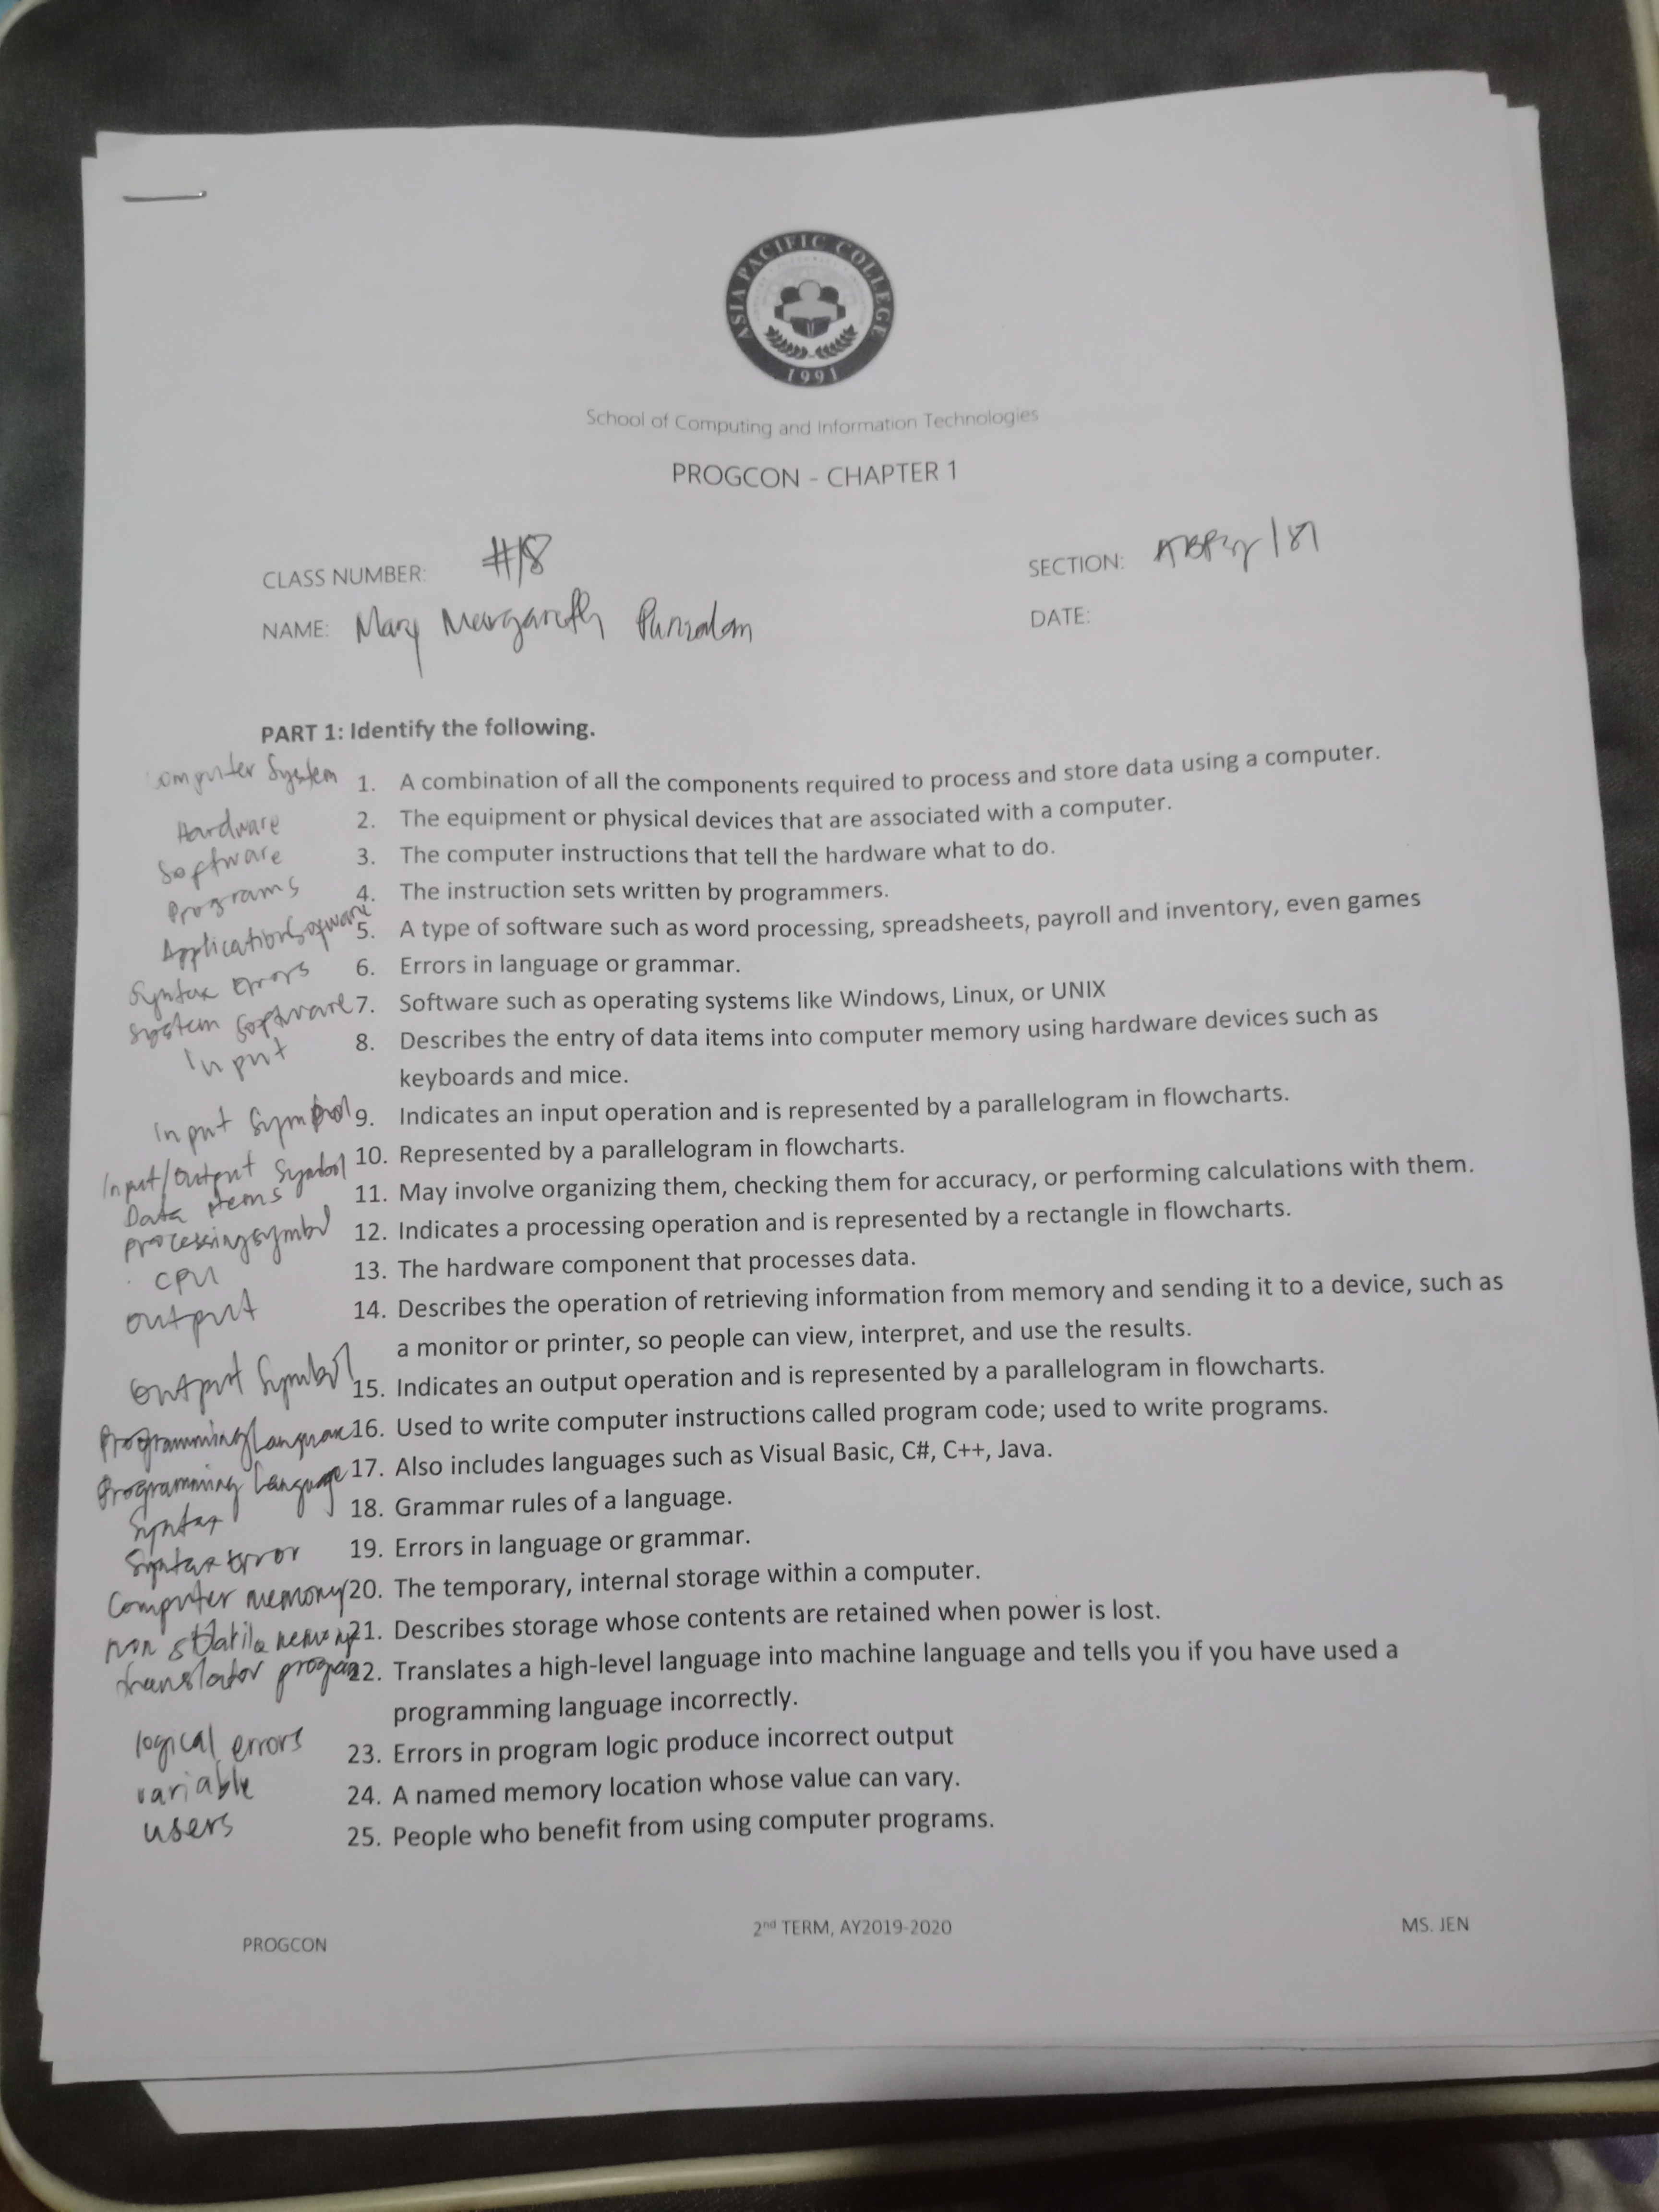 ASIA PACIFIC COLLEGE
1991
School of Computing and Information Technologies
PROGCON - CHAPTER 1
CLASS NUMBER: #18
SECTION:
NAME: Mary Margareth Punzalan
DATE:
PART 1: Identify the following.
Computer System 1. A combination of all the components required to process and store data using a computer.
Hardware 2. The equipment or physical devices that are associated with a computer.
Software 3. The computer instructions that tell the hardware what to do.
Programs 4. The instruction sets written by programmers.
Application Sofware 5. A type of software such as word processing, spreadsheets, payroll and inventory, even games
Syntax Errors 6. Errors in language or grammar.
System Software 7. Software such as operating systems like Windows, Linux, or UNIX
Input 8. Describes the entry of data items into computer memory using hardware devices such as
keyboards and mice.
Input Symbol 9. Indicates an input operation and is represented by a parallelogram in flowcharts.
Input/Output Symbol 10. Represented by a parallelogram in flowcharts.
Data items 11. May involve organizing them, checking them for accuracy, or performing calculations with them.
processing symbol 12. Indicates a processing operation and is represented by a rectangle in flowcharts.
CPU 13. The hardware component that processes data.
Output 14. Describes the operation of retrieving information from memory and sending it to a device, such as
a monitor or printer, so people can view, interpret, and use the results.
Output Symbol 15. Indicates an output operation and is represented by a parallelogram in flowcharts.
Programming 16. Used to write computer instructions called program code; used to write programs.
Programming Language 17. Also includes languages such as Visual Basic, C#, C++, Java.
Syntax 18. Grammar rules of a language.
Syntax Error 19. Errors in language or grammar.
Computer memory 20. The temporary, internal storage within a computer.
non 21. Describes storage whose contents are retained when power is lost.
translator 22. Translates a high-level language into machine language and tells you if you have used a
programming language incorrectly.
logical errors 23. Errors in program logic produce incorrect output
variable 24. A named memory location whose value can vary.
users 25. People who benefit from using computer programs.
PROGCON
2nd TERM, AY2019-2020
MS. JEN